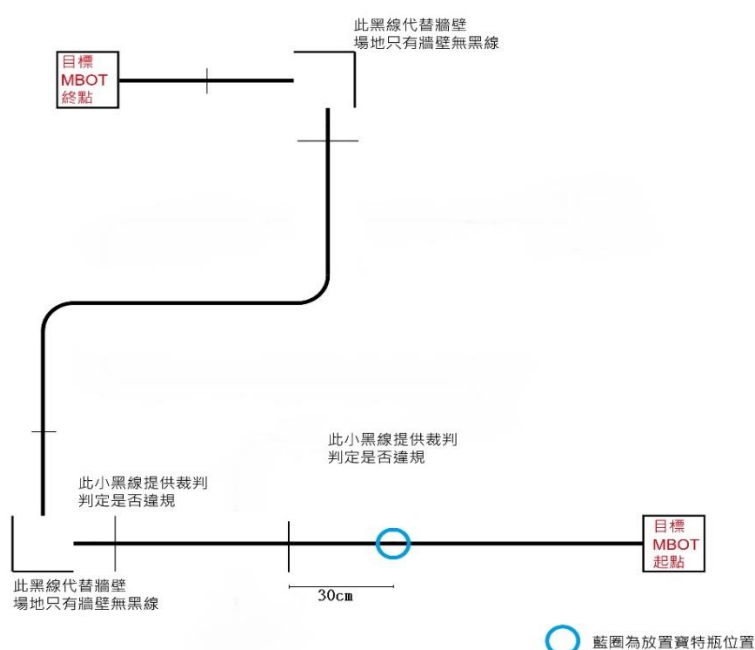 此黑線代替牆壁
場地只有牆壁無黑線
目標
MBOT
終點
此小黑線提供裁判
判定是否違規
此小黑線提供裁判
判定是否違規
目標
MBOT
起點
此黑線代替牆壁
場地只有牆壁無黑線
30cm
藍圈為放置寶特瓶位置